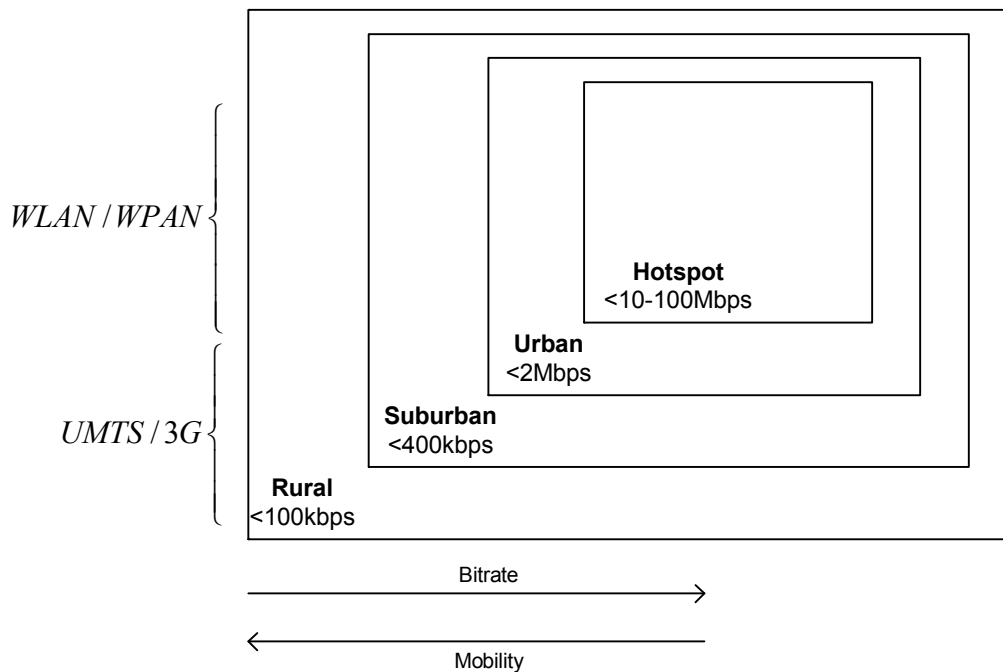 WLAN / WPAN
Hotspot
<10-100Mbps
Urban
<2Mbps
UMTS / 3G
Suburban
<400kbps
Rural
<100kbps
Bitrate
Mobility